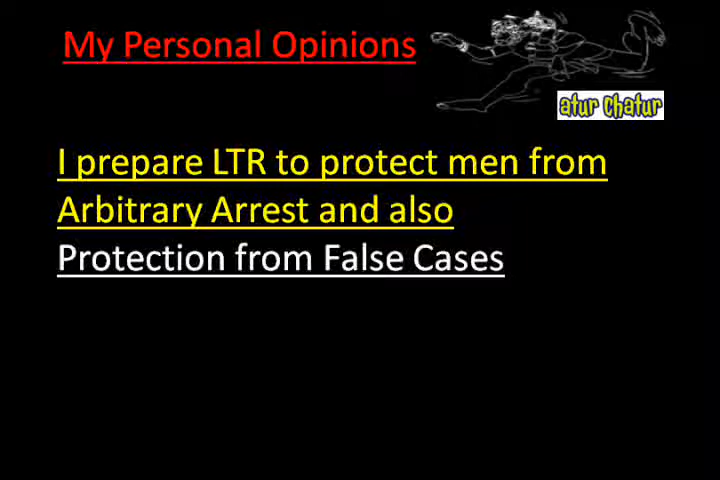 My Personal Opinions
atur chatur
I prepare LTR to protect men from
Arbitrary Arrest and also
Protection from False Cases